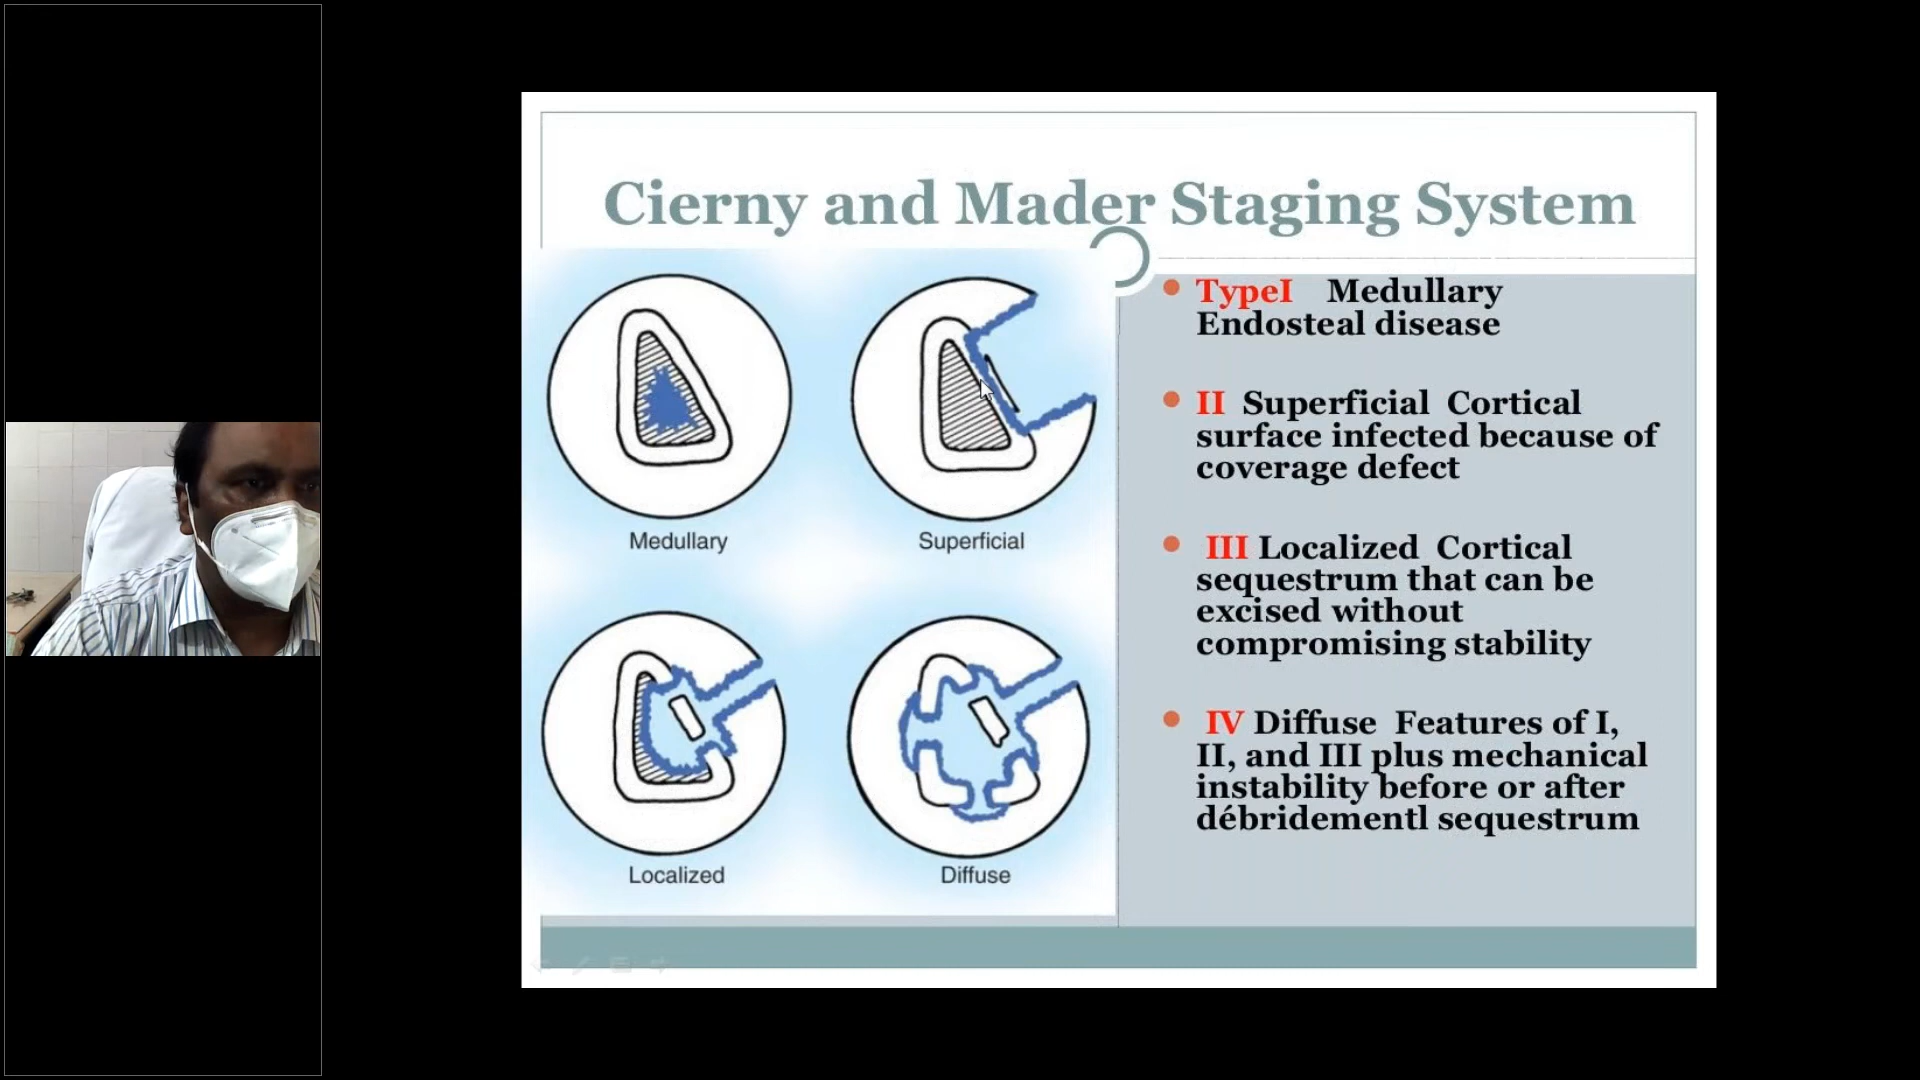 Cierny and Mader Staging System
Medullary
Superficial
Localized
Diffuse
TypeI Medullary
Endosteal disease
II Superficial Cortical
surface infected because of
coverage defect
III Localized Cortical
sequestrum that can be
excised without
compromising stability
IV Diffuse Features of I,
II, and III plus mechanical
instability before or after
débridementl sequestrum